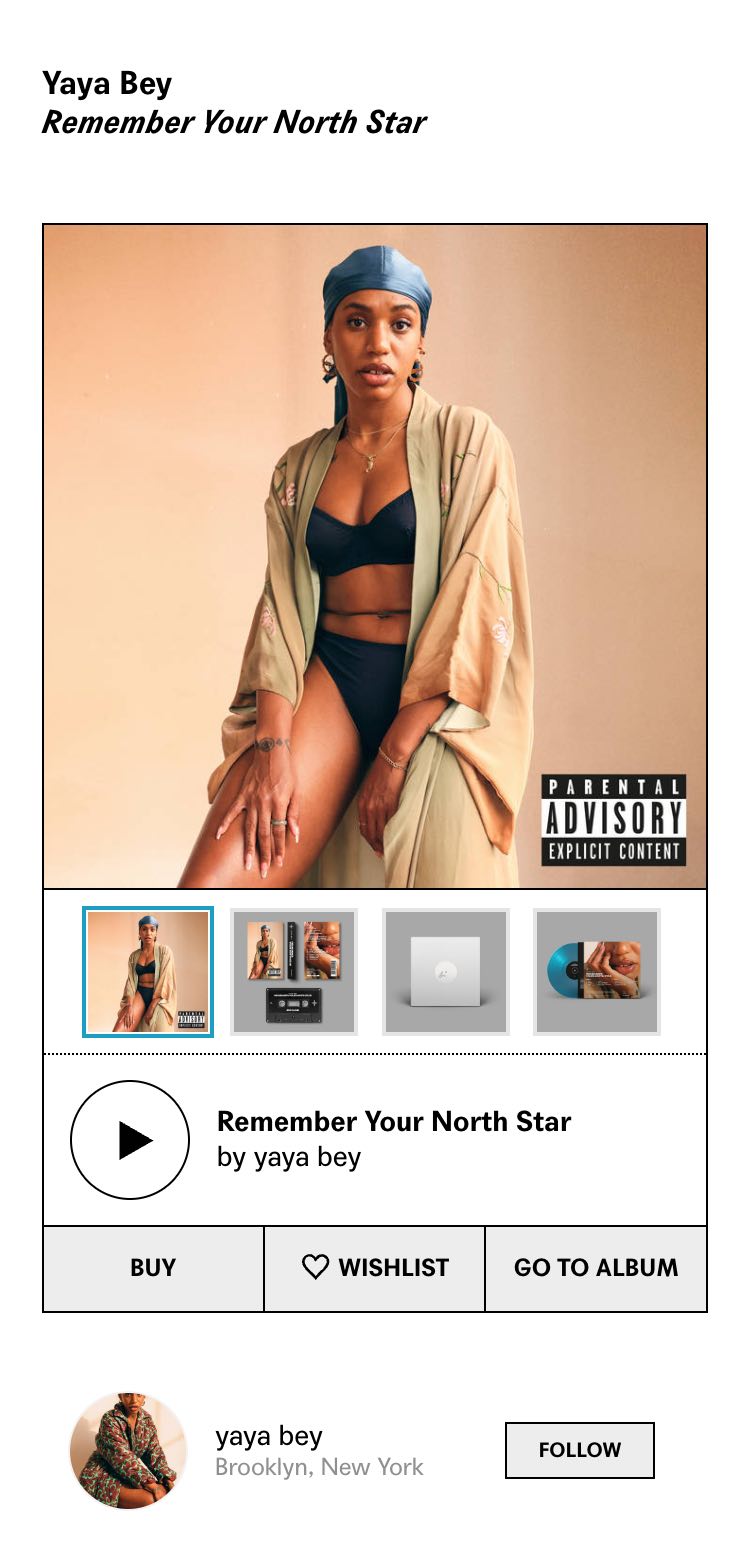 Yaya Bey
Remember Your North Star
PARENTAL
ADVISORY
EXPLICIT CONTENT
Remember Your North Star
by yaya bey
BUY
WISHLIST
GO TO ALBUM
yaya bey
Brooklyn, New York
FOLLOW